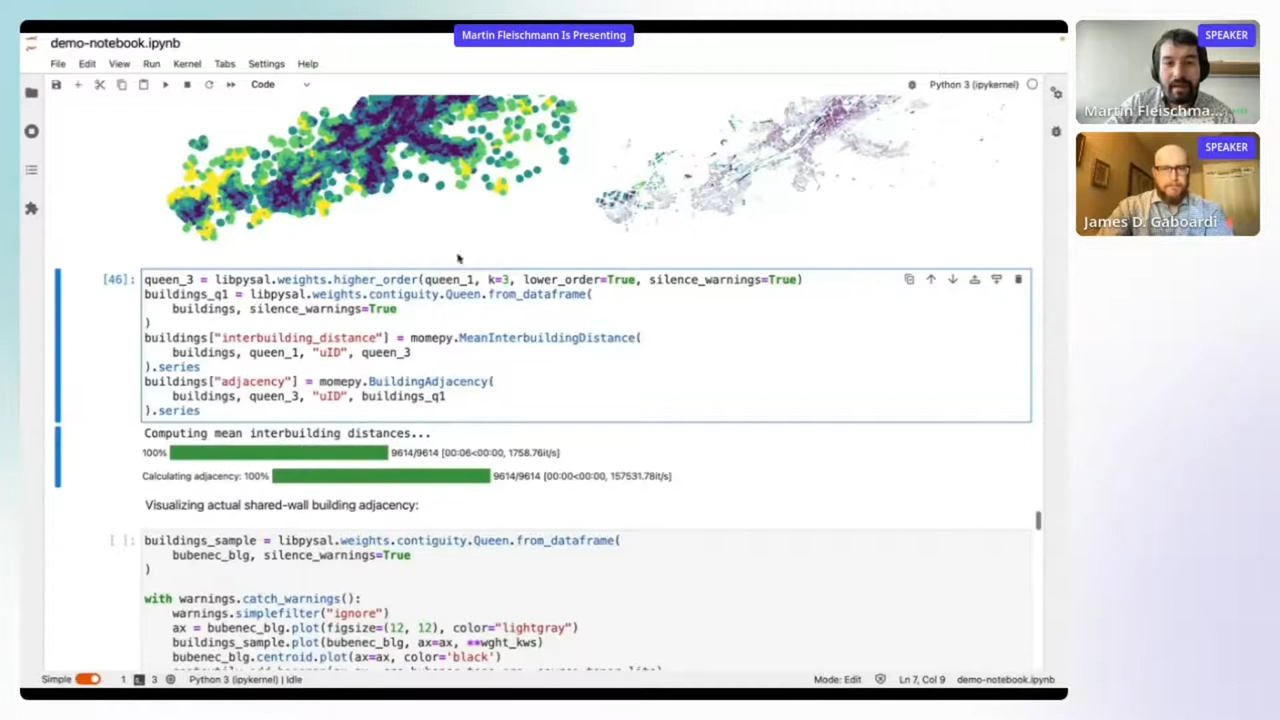 Martin Fleischmann Is Presenting
demo-notebook.ipynb
File Edit View Run Kernel Tabs Settings Help
Code
Python 3 (ipykernel)
[46]:
queen_3 = libpysal.weights.higher_order(queen_1, k=3, lower_order=True, silence_warnings=True)
buildings_q1 = libpysal.weights.contiguity.Queen.from_dataframe(
buildings, silence_warnings=True
)
buildings["interbuilding_distance"] = momepy.MeanInterbuildingDistance(
buildings, queen_1, "uID", queen_3
).series
buildings["adjacency"] = momepy.BuildingAdjacency(
buildings, queen_3, "uID", buildings_q1
).series
Computing mean interbuilding distances...
100% 9614/9614 [00:06<00:00, 1758.76it/s]
Calculating adjacency: 100% 9614/9614 [00:00<00:00, 157531.78it/s]
Visualizing actual shared-wall building adjacency:
[ ]:
buildings_sample = libpysal.weights.contiguity.Queen.from_dataframe(
bubenec_blg, silence_warnings=True
)
with warnings.catch_warnings():
warnings.simplefilter("ignore")
ax = bubenec_blg.plot(figsize=(12, 12), color="lightgray")
buildings_sample.plot(bubenec_blg, ax=ax, **wght_kws)
bubenec_blg.centroid.plot(ax=ax, color='black')
Simple 1 3 Python 3 (ipykernel) | Idle Mode: Edit Ln 7, Col 9 demo-notebook.ipynb
SPEAKER
Martin Fleischma...
SPEAKER
James D. Gaboardi